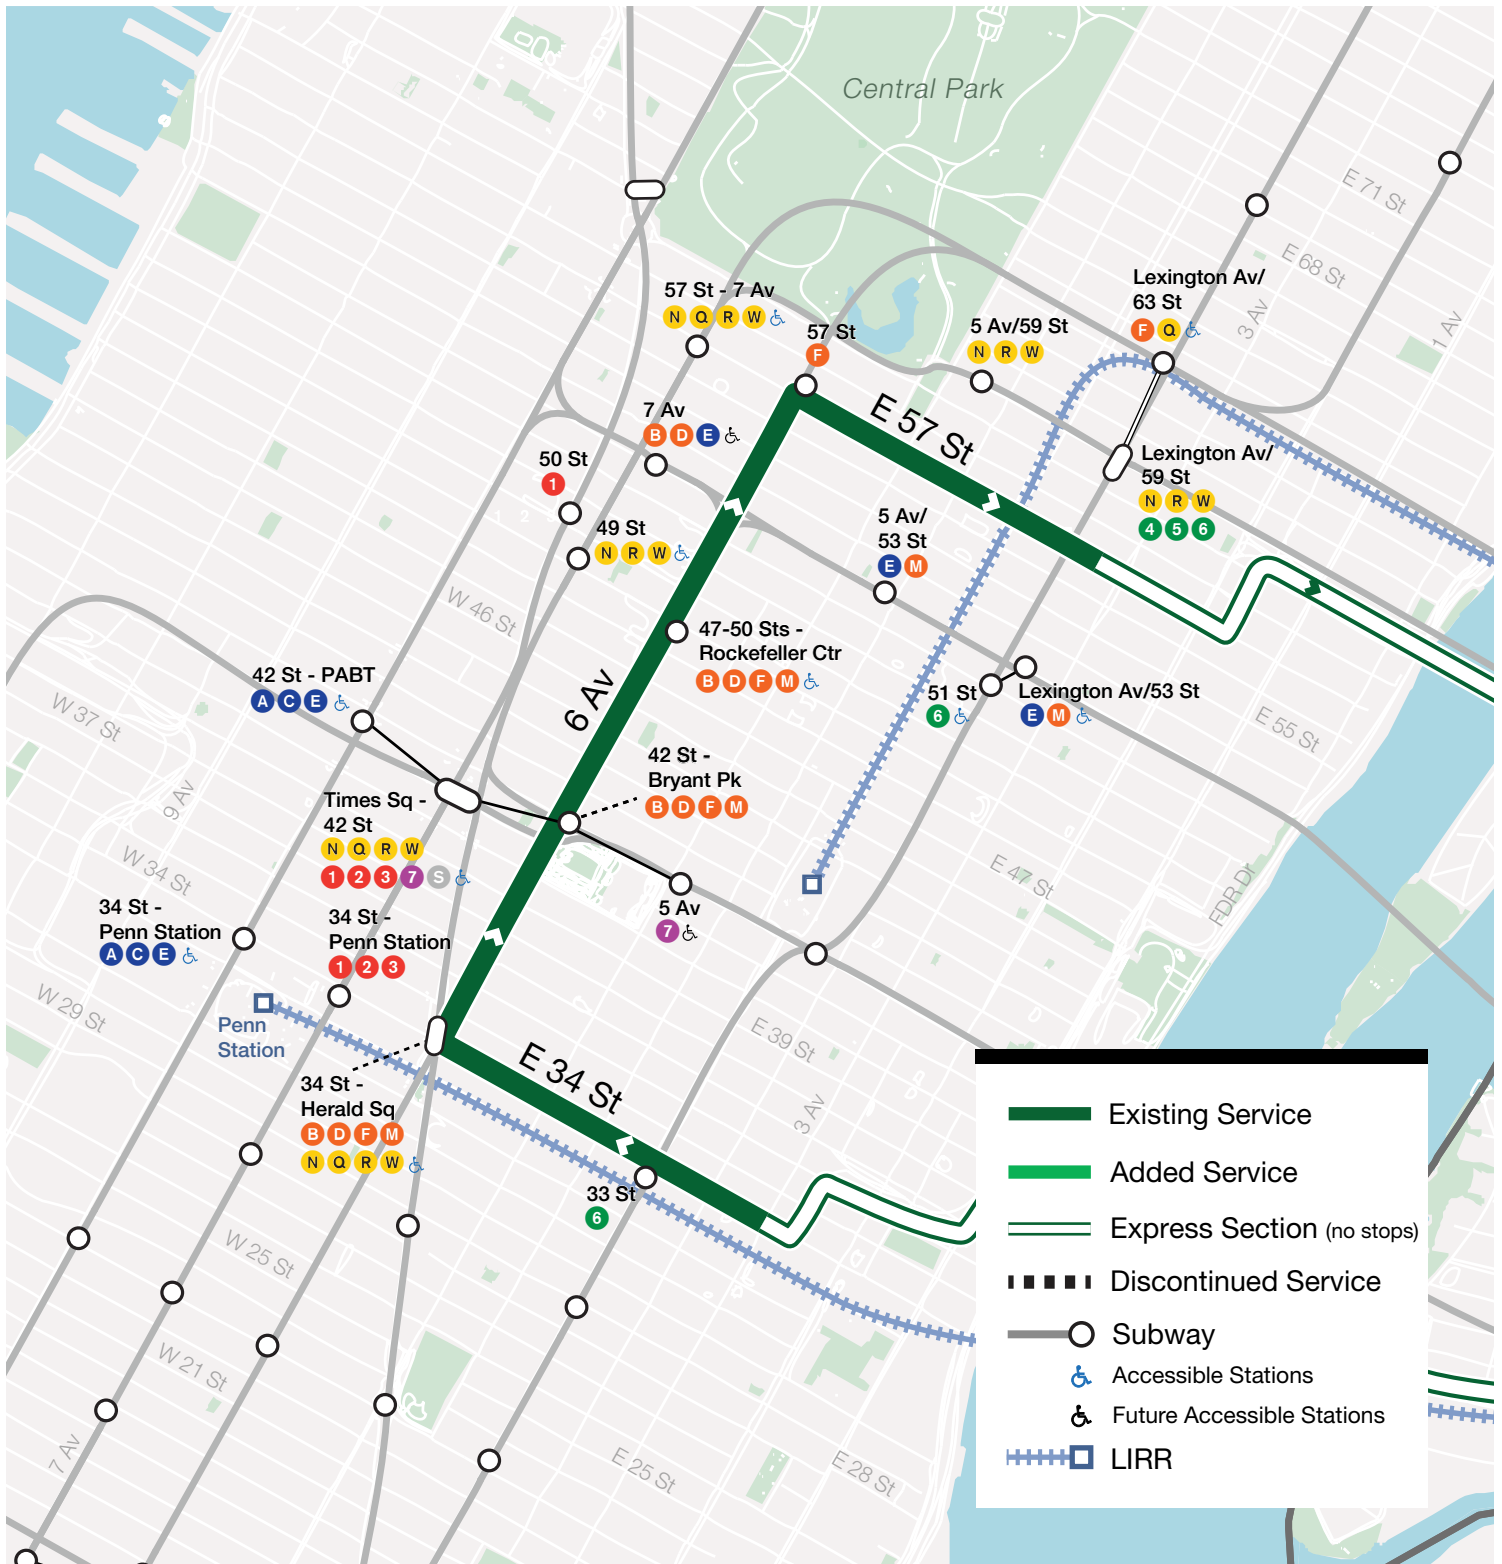 Central Park
E 71 St
E 68 St
Lexington Av/
63 St
F Q
3 Av
1 Av
57 St - 7 Av
N Q R W
57 St
F
5 Av/59 St
N R W
E 57 St
7 Av
B D E
50 St
1
49 St
N R W
Lexington Av/
59 St
N R W
4 5 6
5 Av/
53 St
E M
W 46 St
47-50 Sts -
Rockefeller Ctr
B D F M
6 Av
42 St - PABT
A C E
51 St
6
Lexington Av/53 St
E M
E 55 St
W 37 St
9 Av
42 St -
Bryant Pk
B D F M
Times Sq -
42 St
N Q R W
1 2 3 7 S
W 34 St
E 47 St
FDR Dr
34 St -
Penn Station
A C E
34 St -
Penn Station
1 2 3
5 Av
7
W 29 St
Penn
Station
E 39 St
E 34 St
3 Av
34 St -
Herald Sq
B D F M
N Q R W
33 St
6
W 25 St
W 21 St
7 Av
E 25 St
E 28 St
Existing Service
Added Service
Express Section (no stops)
Discontinued Service
Subway
Accessible Stations
Future Accessible Stations
LIRR